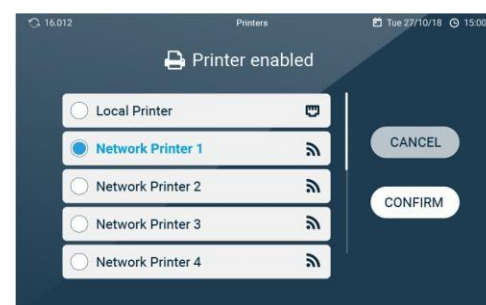 16.012 Printers Tue 27/10/18 15:00
Printer enabled
Local Printer
Network Printer 1
Network Printer 2
Network Printer 3
Network Printer 4
CANCEL
CONFIRM